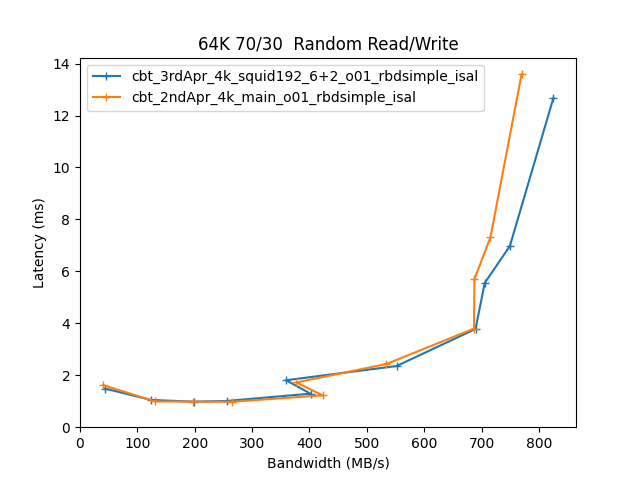 64K 70/30  Random Read/Write
cbt_3rdApr_4k_squid192_6+2_o01_rbdsimple_isal
cbt_2ndApr_4k_main_o01_rbdsimple_isal
14
12
10
8
6
4
2
0
Latency (ms)
0 100 200 300 400 500 600 700 800
Bandwidth (MB/s)